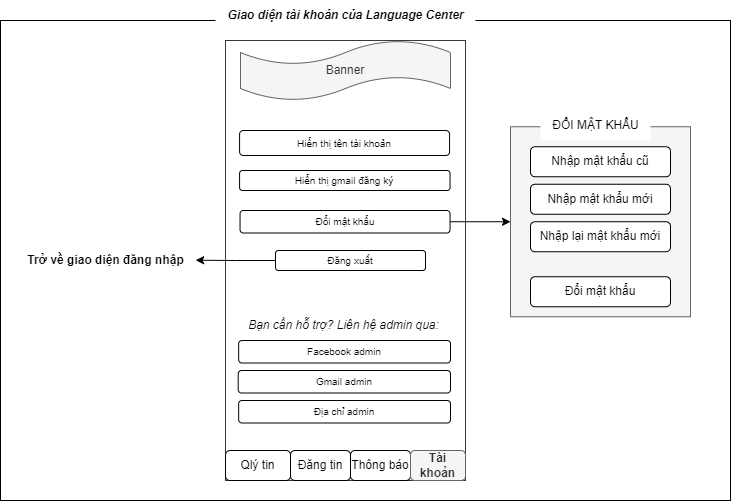 Giao diện tài khoản của Language Center
Banner
Hiển thị tên tài khoản
Hiển thị gmail đăng ký
Đổi mật khẩu
Đăng xuất
Trở về giao diện đăng nhập
ĐỔI MẬT KHẨU
Nhập mật khẩu cũ
Nhập mật khẩu mới
Nhập lại mật khẩu mới
Đổi mật khẩu
Bạn cần hỗ trợ? Liên hệ admin qua:
Facebook admin
Gmail admin
Địa chỉ admin
Qlý tin
Đăng tin
Thông báo
Tài
khoản